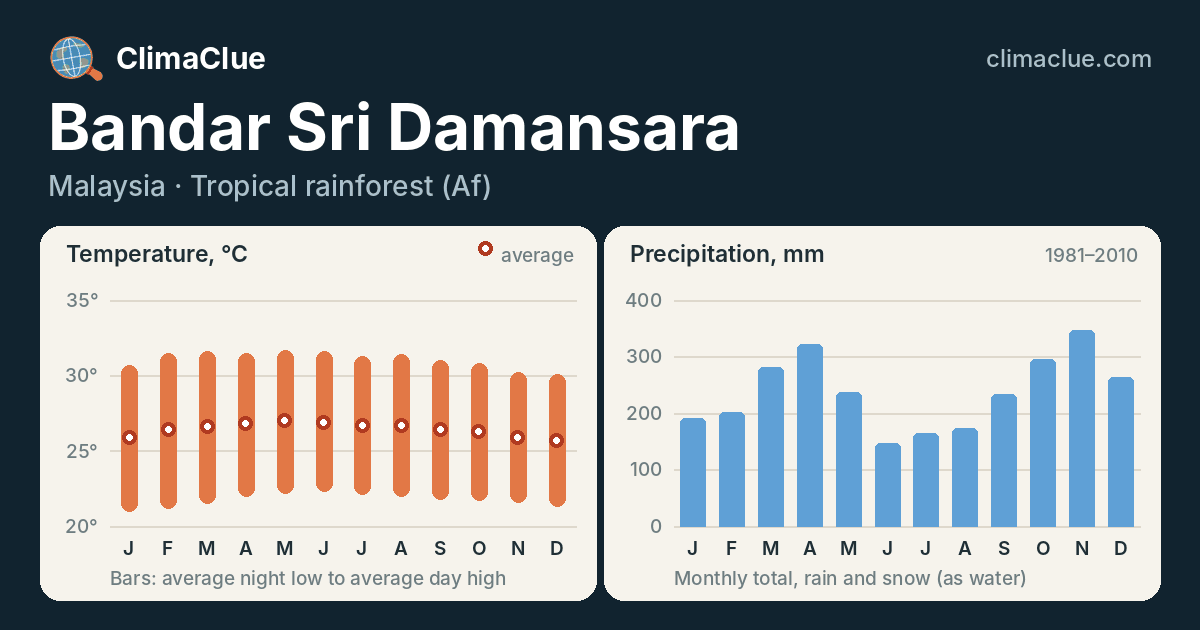 ClimaClue
climaclue.com
Bandar Sri Damansara
Malaysia · Tropical rainforest (Af)
Temperature, °C
average
35°
30°
25°
20°
J F M A M J J A S O N D
Bars: average night low to average day high
Precipitation, mm
1981–2010
400
300
200
100
0
J F M A M J J A S O N D
Monthly total, rain and snow (as water)